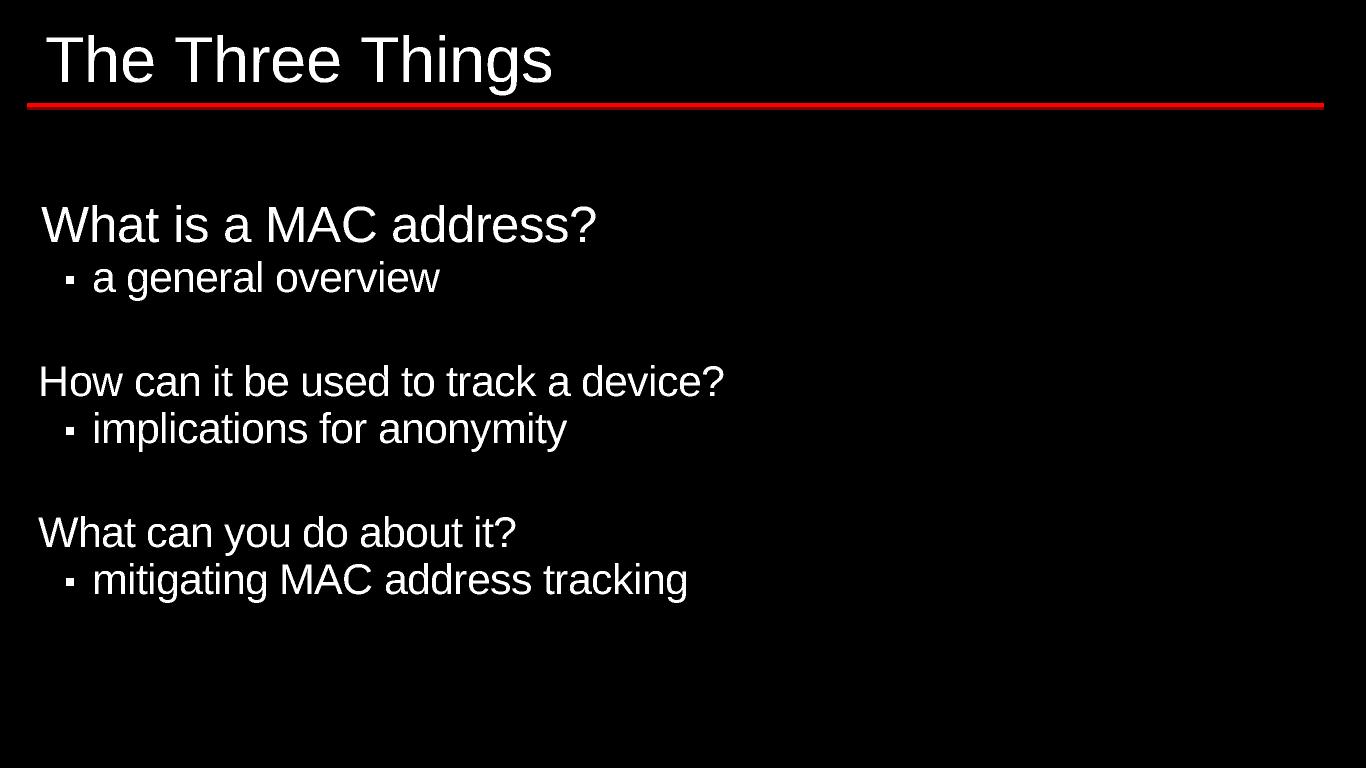 The Three Things
What is a MAC address?
▪ a general overview
How can it be used to track a device?
▪ implications for anonymity
What can you do about it?
▪ mitigating MAC address tracking